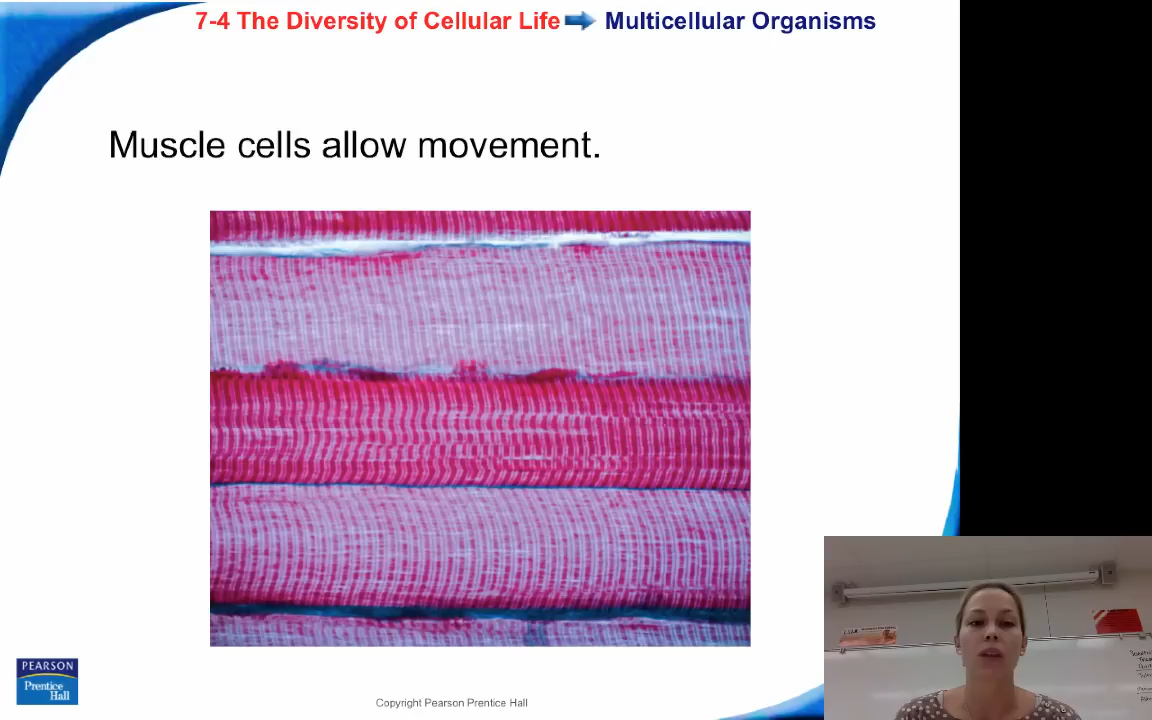 7-4 The Diversity of Cellular Life Multicellular Organisms
Muscle cells allow movement.
PEARSON
Prentice
Hall
Copyright Pearson Prentice Hall